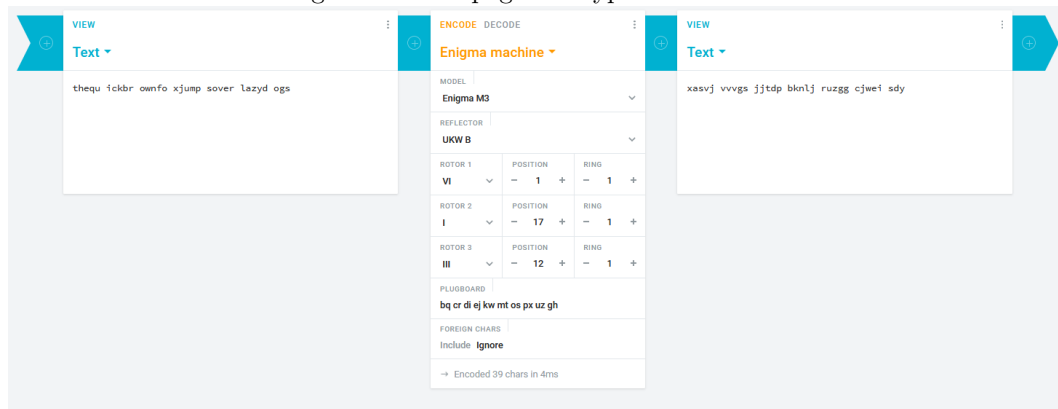 VIEW
Text
thequ ickbr ownfo xjump sover lazyd ogs
ENCODE DECODE
Enigma machine
MODEL
Enigma M3
REFLECTOR
UKW B
ROTOR 1 POSITION RING
VI − 1 + − 1 +
ROTOR 2 POSITION RING
I − 17 + − 1 +
ROTOR 3 POSITION RING
III − 12 + − 1 +
PLUGBOARD
bq cr di ej kw mt os px uz gh
FOREIGN CHARS
Include Ignore
→ Encoded 39 chars in 4ms
VIEW
Text
xasvj vvvgs jjtdp bknlj ruzgg cjwei sdy